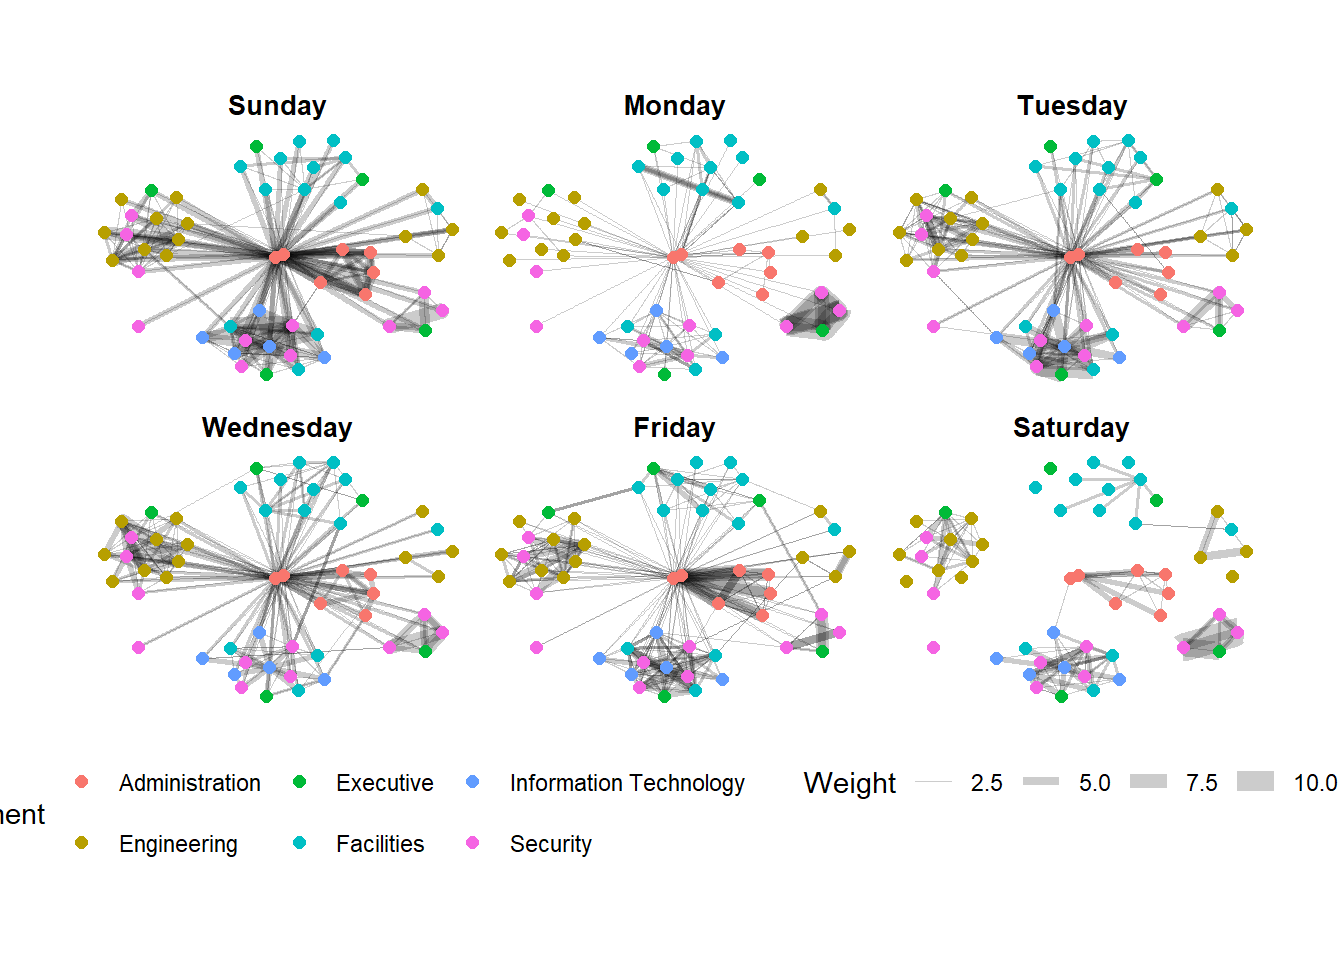 Sunday Monday Tuesday
Wednesday Friday Saturday
Administration Executive Information Technology Weight 2.5 5.0 7.5 10.0
Engineering Facilities Security